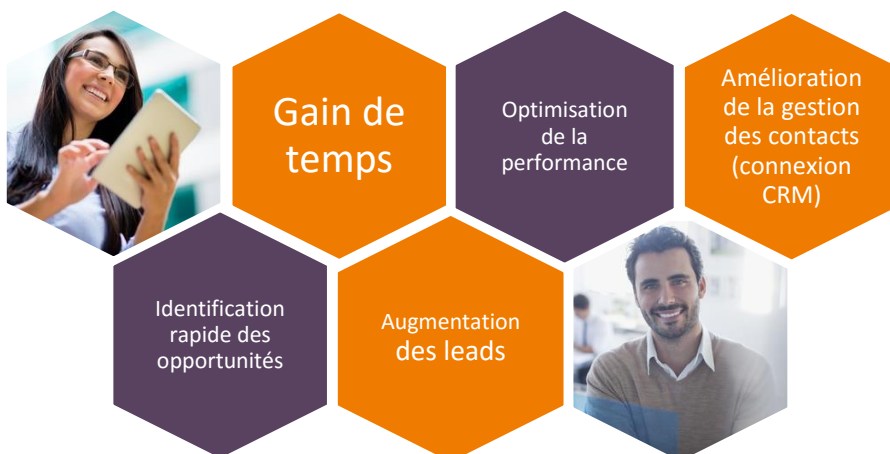 Gain de
temps
Optimisation
de la
performance
Amélioration
de la gestion
des contacts
(connexion
CRM)
Identification
rapide des
opportunités
Augmentation
des leads